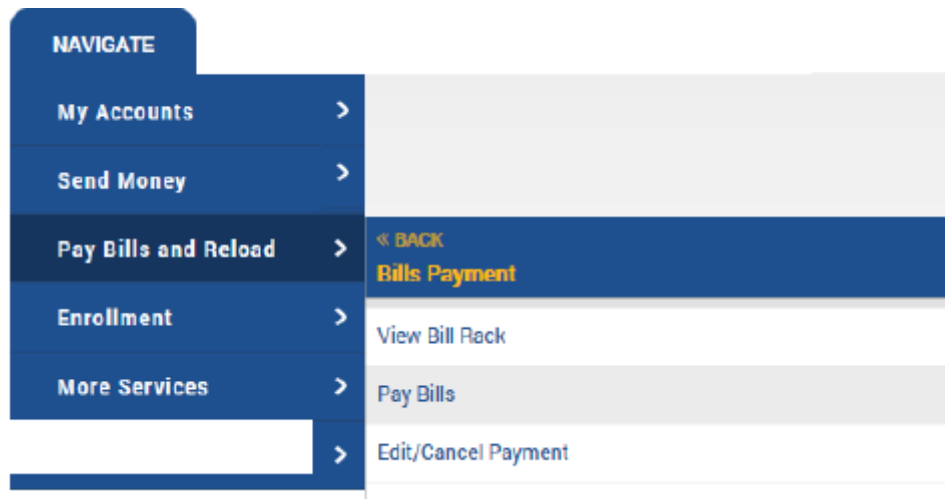 NAVIGATE
My Accounts
Send Money
Pay Bills and Reload
Enrollment
More Services
« BACK
Bills Payment
View Bill Rack
Pay Bills
Edit/Cancel Payment